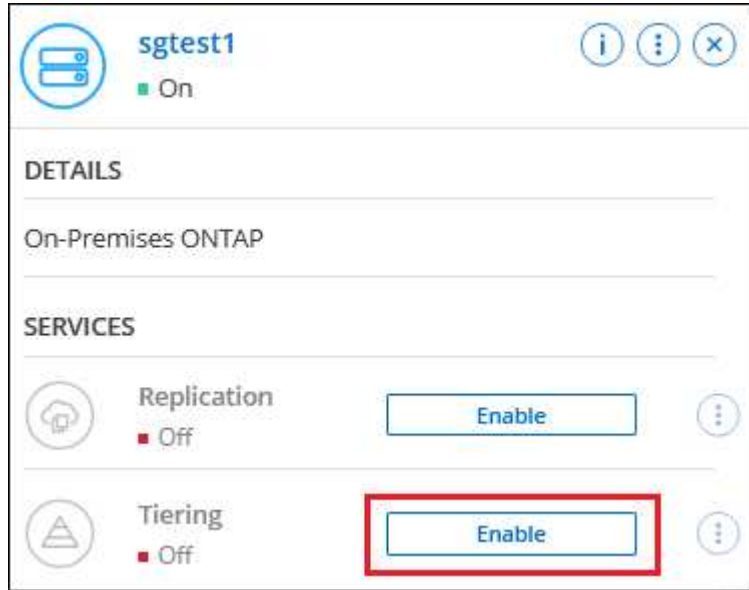 sgtest1
On
DETAILS
On-Premises ONTAP
SERVICES
Replication
Enable
Off
Tiering
Enable
Off